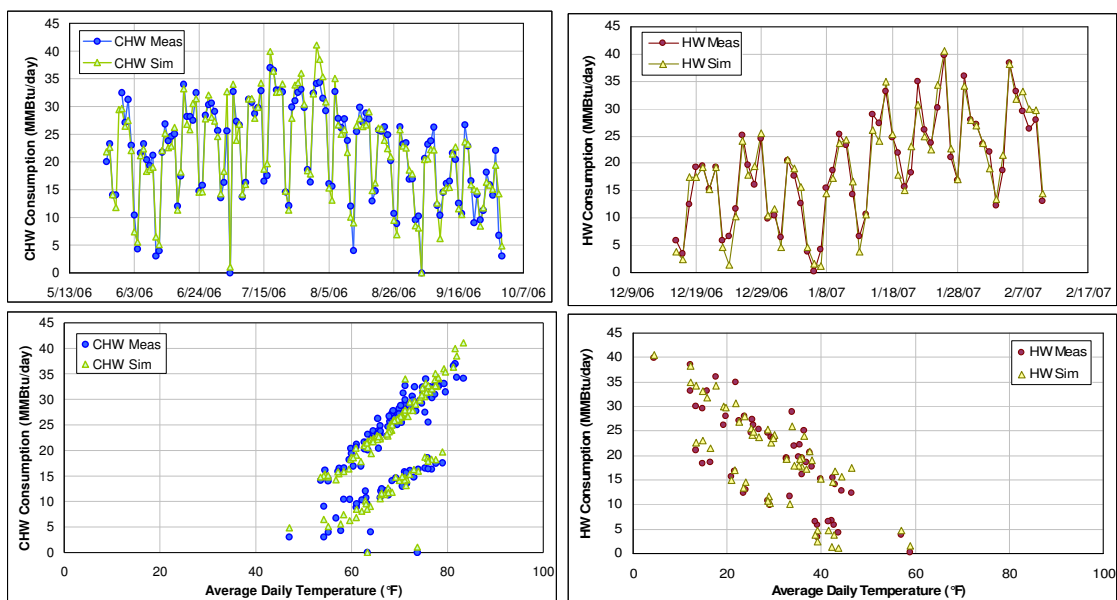 CHW Consumption (MMBtu/day)
45
40
35
30
25
20
15
10
5
0
CHW Meas
CHW Sim
5/13/06 6/3/06 6/24/06 7/15/06 8/5/06 8/26/06 9/16/06 10/7/06
HW Consumption (MMBtu/day)
45
40
35
30
25
20
15
10
5
0
HW Meas
HW Sim
12/9/06 12/19/06 12/29/06 1/8/07 1/18/07 1/28/07 2/7/07 2/17/07
CHW Consumption (MMBtu/day)
45
40
35
30
25
20
15
10
5
0
CHW Meas
CHW Sim
0 20 40 60 80 100
Average Daily Temperature (°F)
HW Consumption (MMBtu/day)
45
40
35
30
25
20
15
10
5
0
HW Meas
HW Sim
0 20 40 60 80 100
Average Daily Temperature (°F)